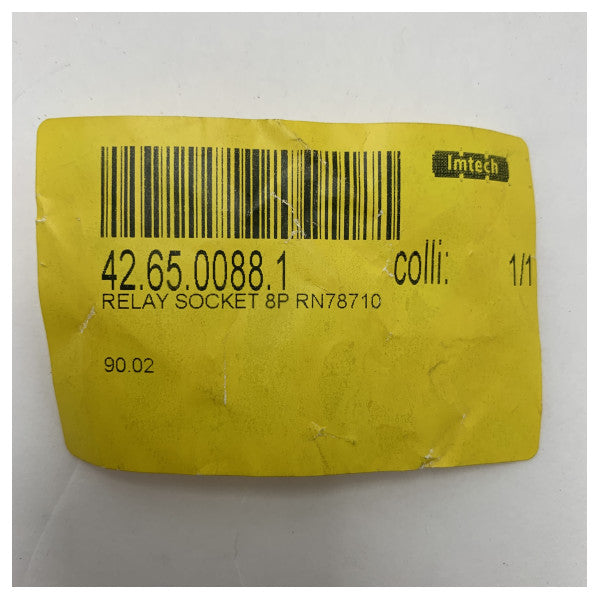 Imtech
42.65.0088.1 colli: 1/1
RELAY SOCKET 8P RN78710
90.02